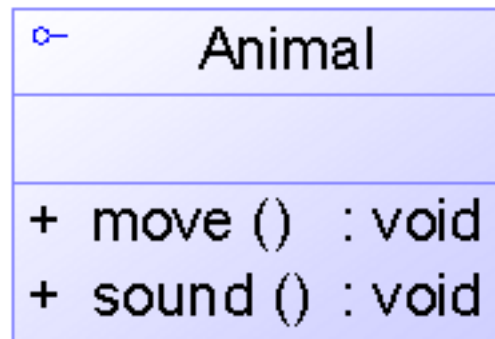 Animal
+ move () : void
+ sound () : void